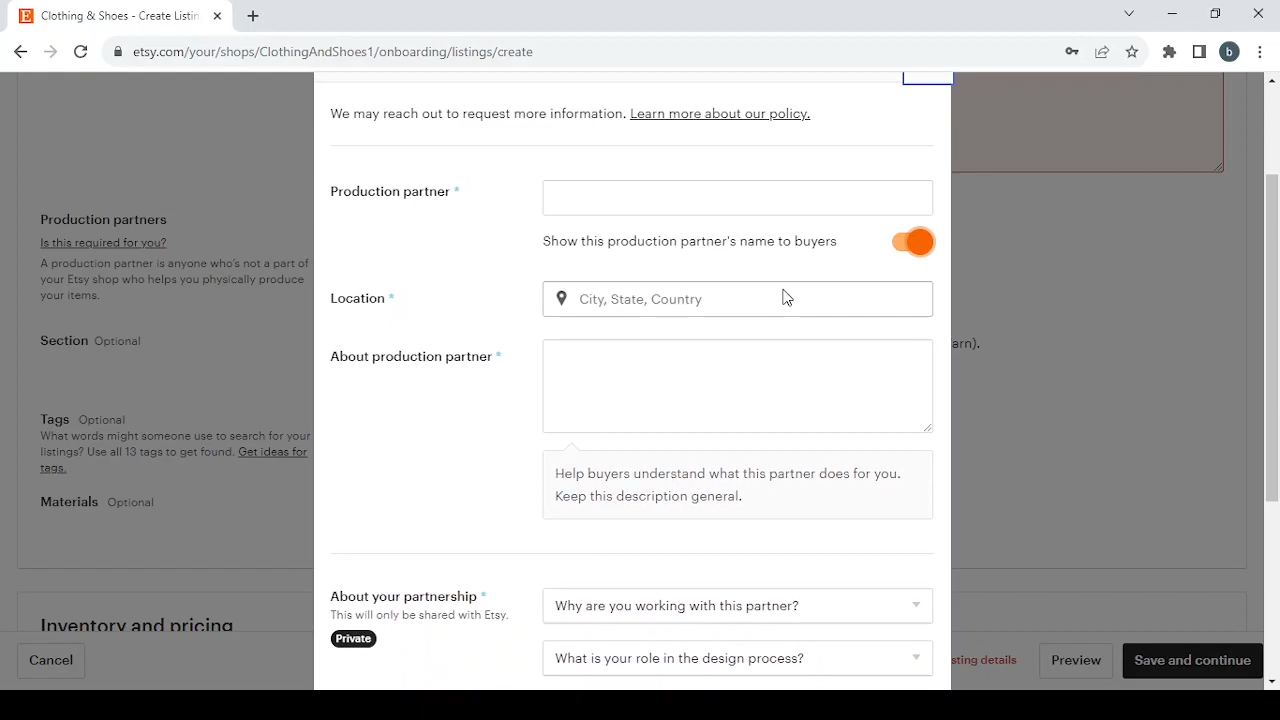 Clothing & Shoes - Create Listin
etsy.com/your/shops/ClothingAndShoes1/onboarding/listings/create
b
We may reach out to request more information. Learn more about our policy.
Production partner *
Show this production partner's name to buyers
Location *
City, State, Country
About production partner *
Help buyers understand what this partner does for you.
Keep this description general.
About your partnership *
This will only be shared with Etsy.
Private
Why are you working with this partner?
What is your role in the design process?
Production partners
Is this required for you?
A production partner is anyone who's not a part of
your Etsy shop who helps you physically produce
your items.
Section Optional
arn).
Tags Optional
What words might someone use to search for your
listings? Use all 13 tags to get found. Get ideas for
tags.
Materials Optional
Inventory and pricing
Cancel
sting details
Preview
Save and continue